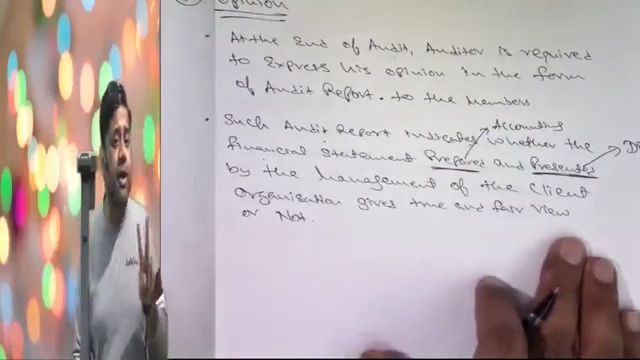 Opinion
• At the End of Audit, Auditor is required
to Express his opinion in the form
of Audit Report. to the Members
Accounting
• Such Audit Report Indicates whether the
financial statement Prepared and Presented
by the Management of the Client
Organisation gives true and fair view
or Not.